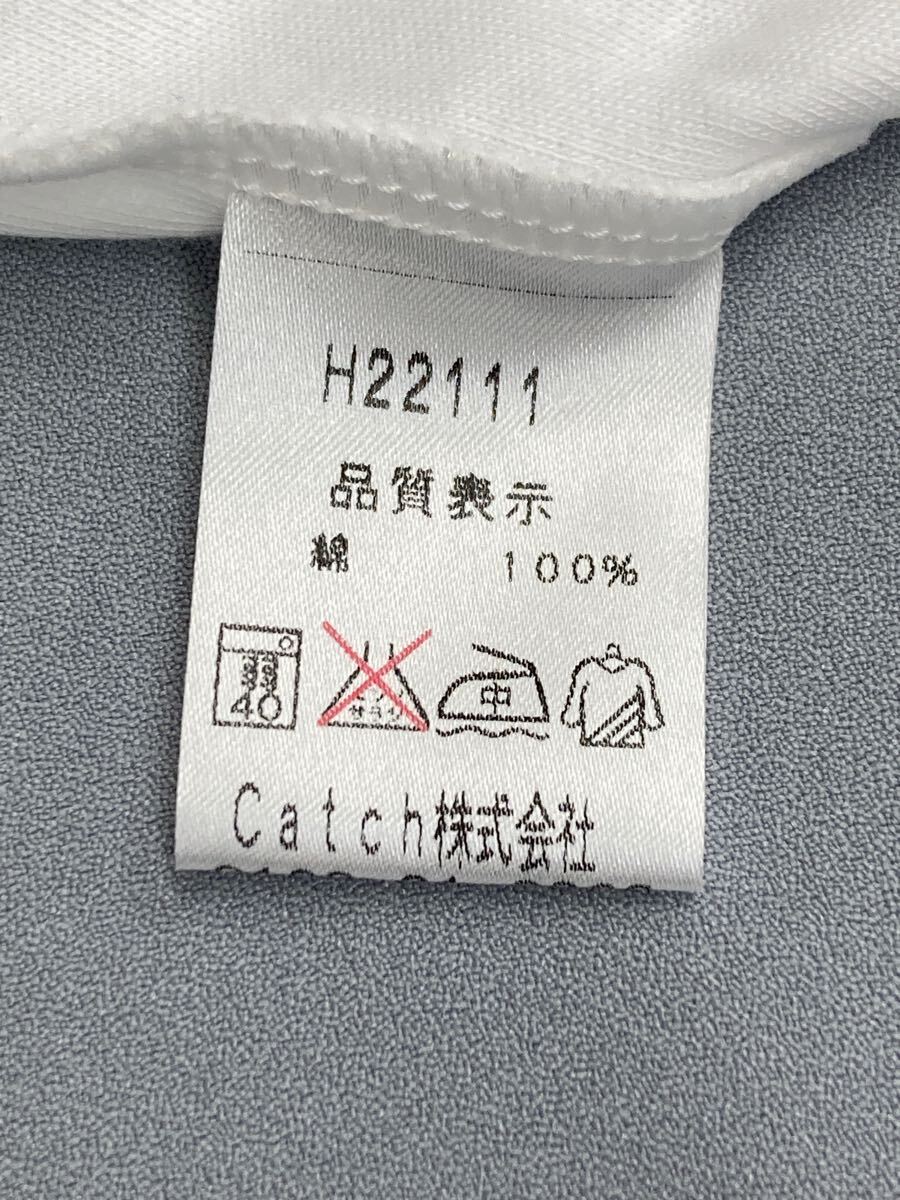 H22111
品質表示
綿 100%
40 中
Catch株式会社